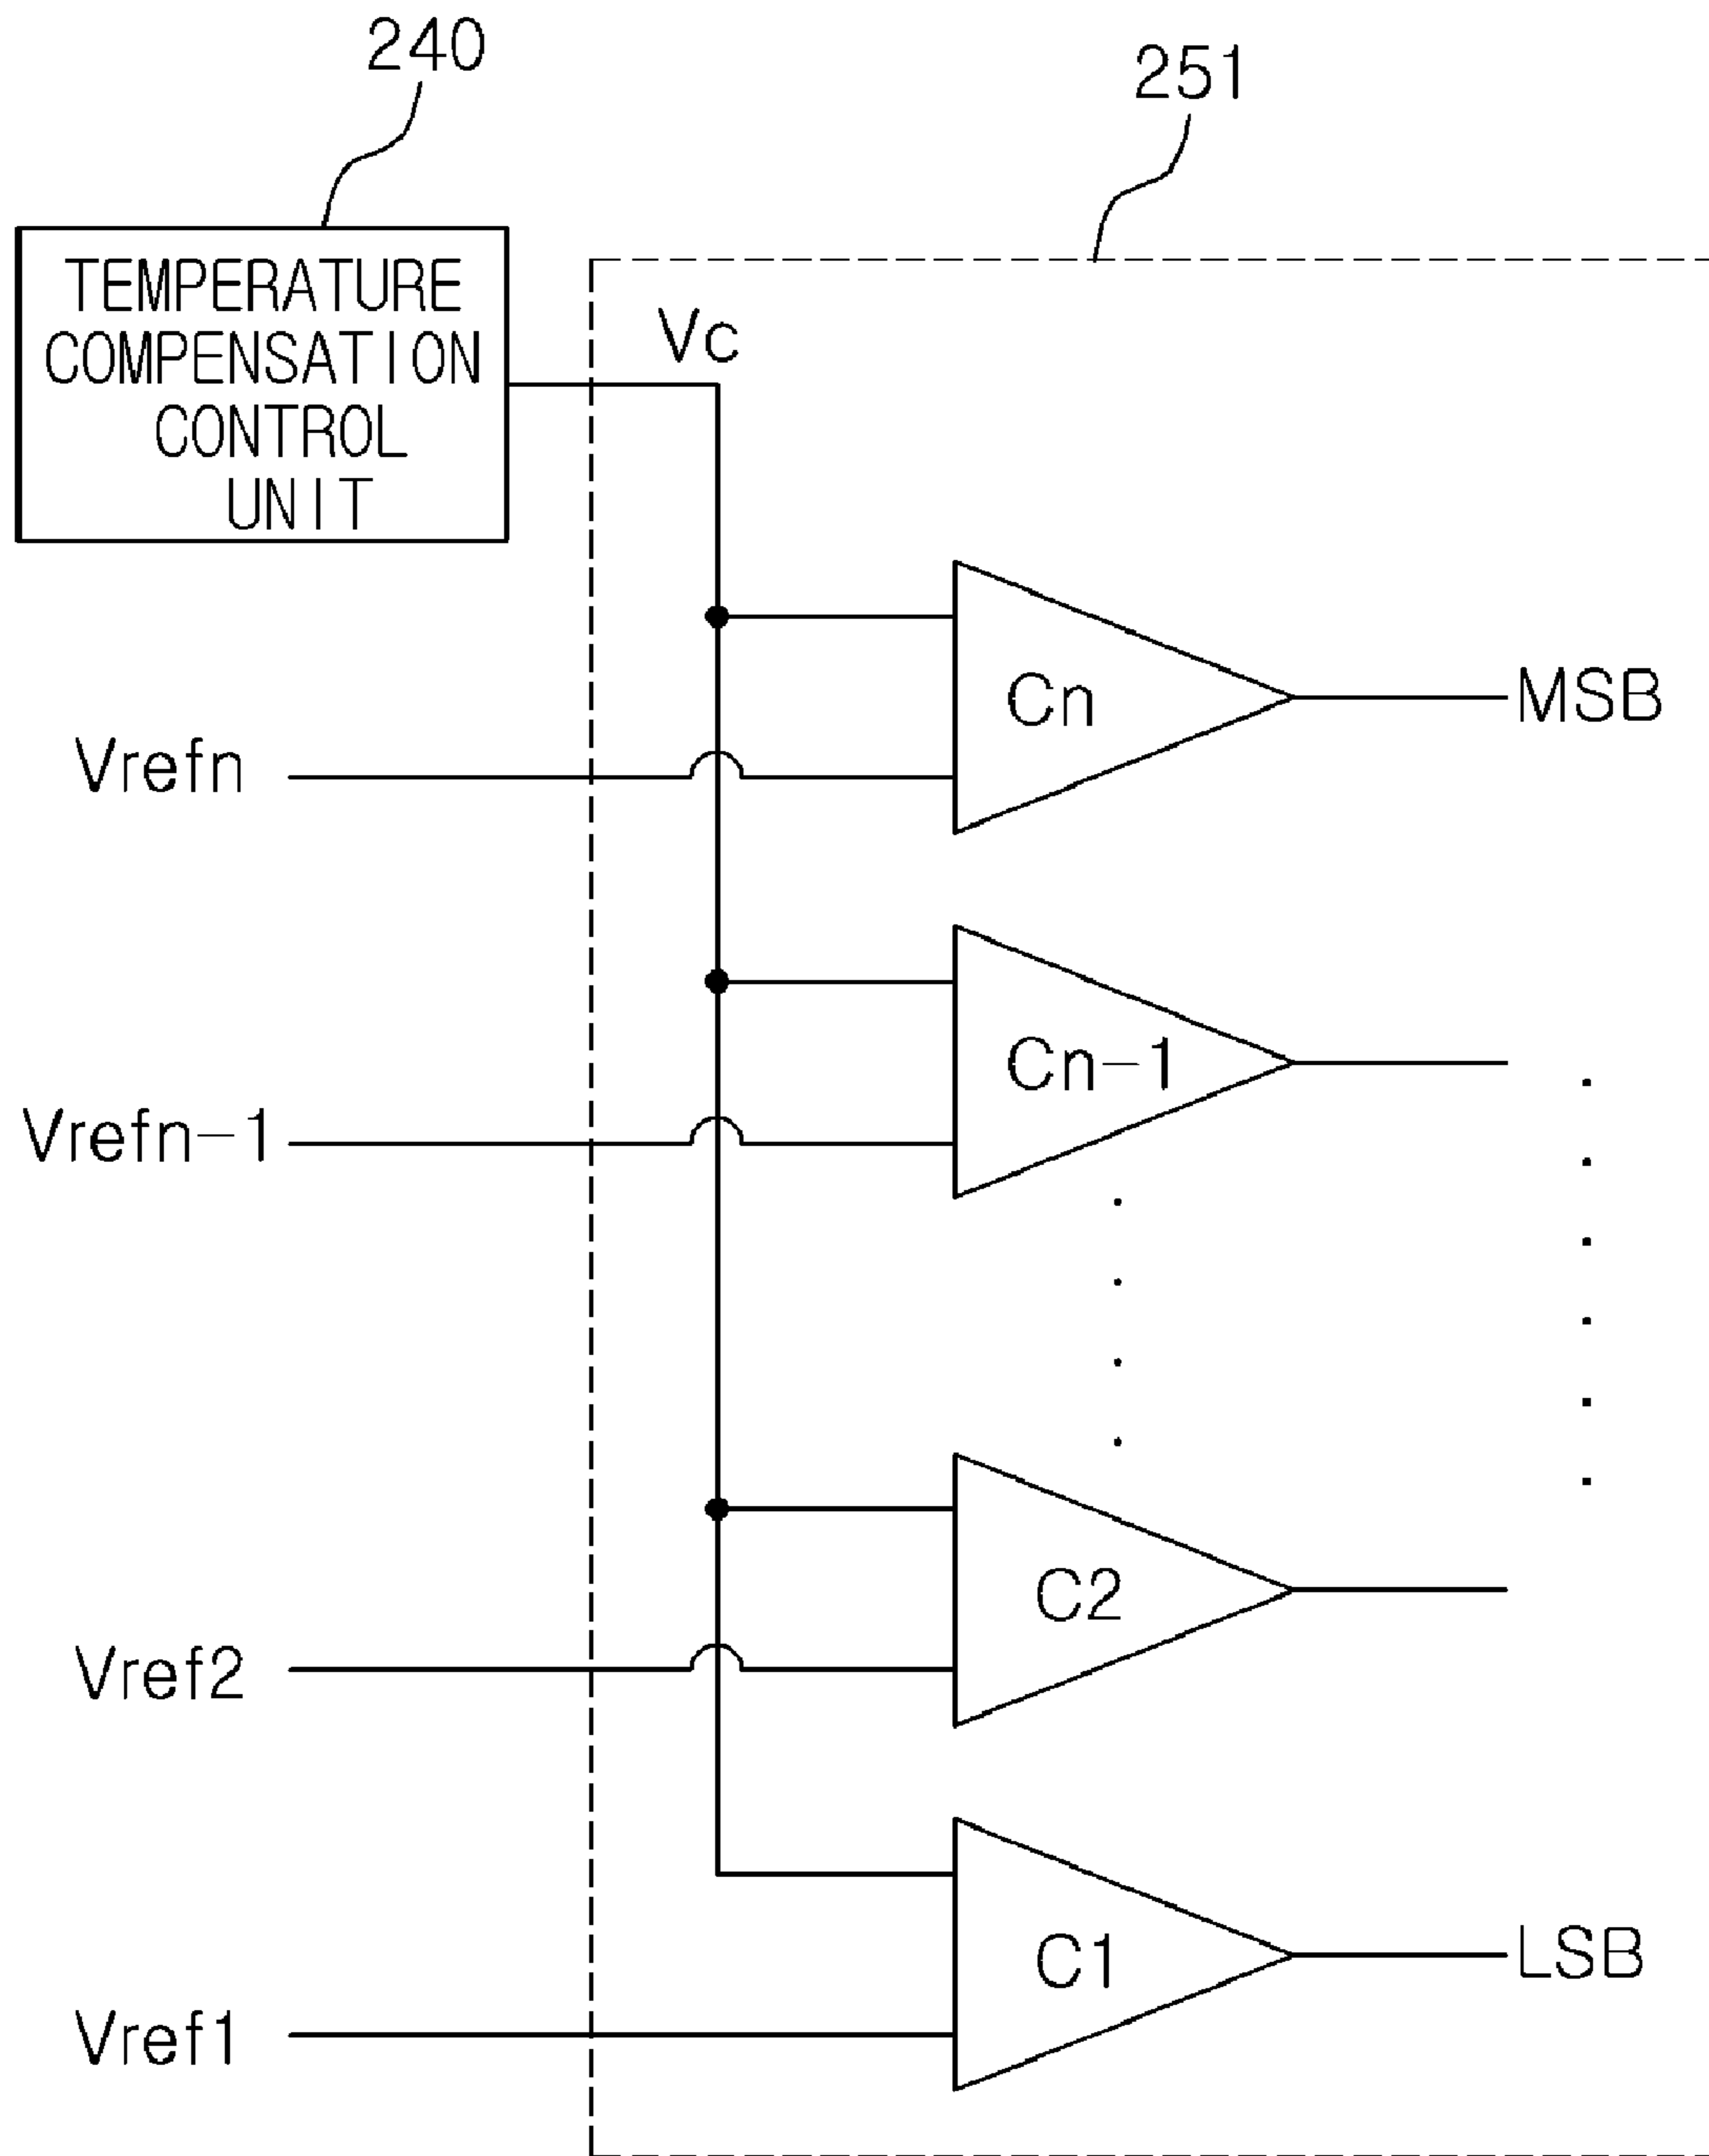 240
251
TEMPERATURE
COMPENSATION
CONTROL
UNIT
Vc
Cn
MSB
Vrefn
Cn-1
Vrefn-1
C2
Vref2
C1
LSB
Vref1